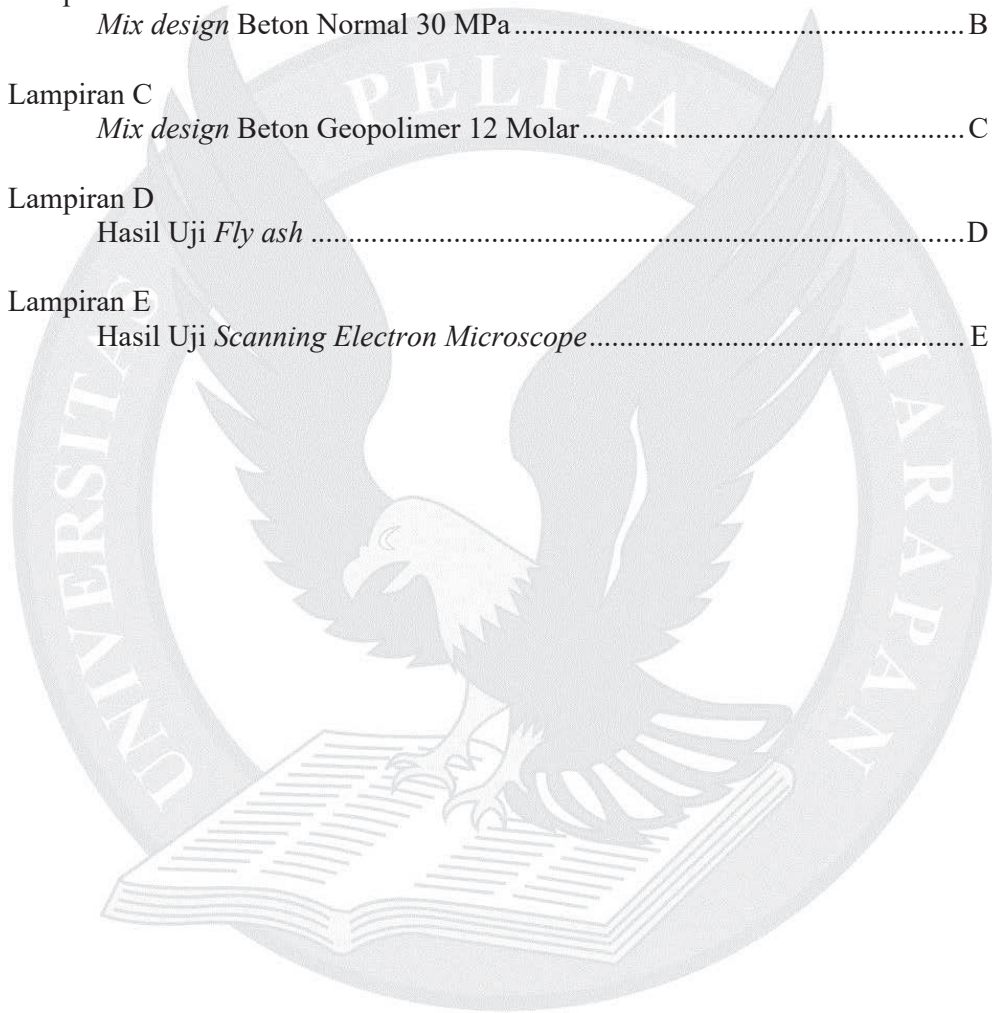 Mix design Beton Normal 30 MPa ........................................................... B
Lampiran C
Mix design Beton Geopolimer 12 Molar .................................................. C
Lampiran D
Hasil Uji Fly ash ...................................................................................... D
Lampiran E
Hasil Uji Scanning Electron Microscope ................................................. E
UNIVERSITAS PELITA HARAPAN